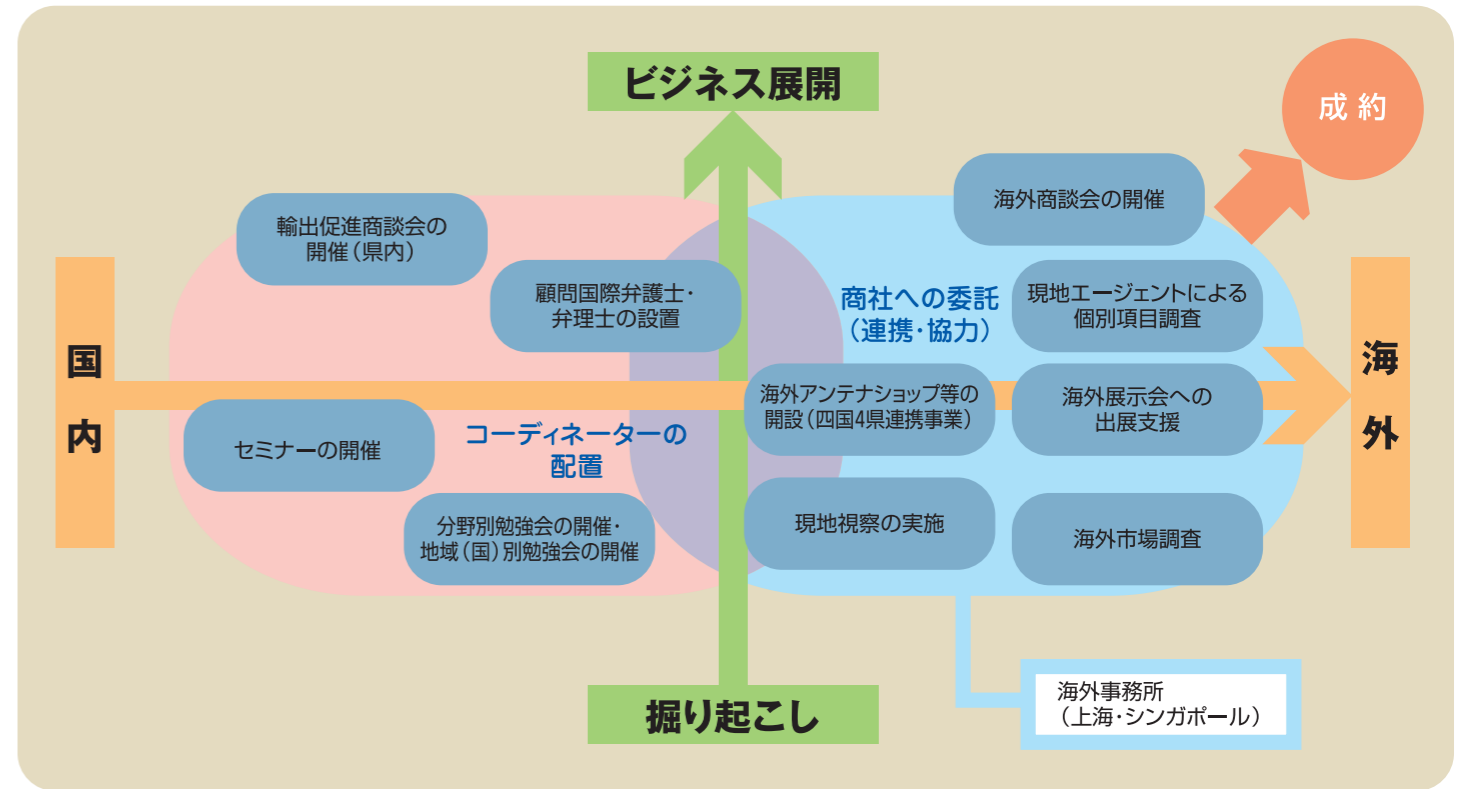 ビジネス展開
成約
海外商談会の開催
輸出促進商談会の
開催（県内）
顧問国際弁護士・
弁理士の設置
商社への委託
（連携・協力）
現地エージェントによる
個別項目調査
国内
海外
海外アンテナショップ等の
開設（四国4県連携事業）
海外展示会への
出展支援
セミナーの開催
コーディネーターの
配置
分野別勉強会の開催・
地域（国）別勉強会の開催
現地視察の実施
海外市場調査
掘り起こし
海外事務所
（上海・シンガポール）